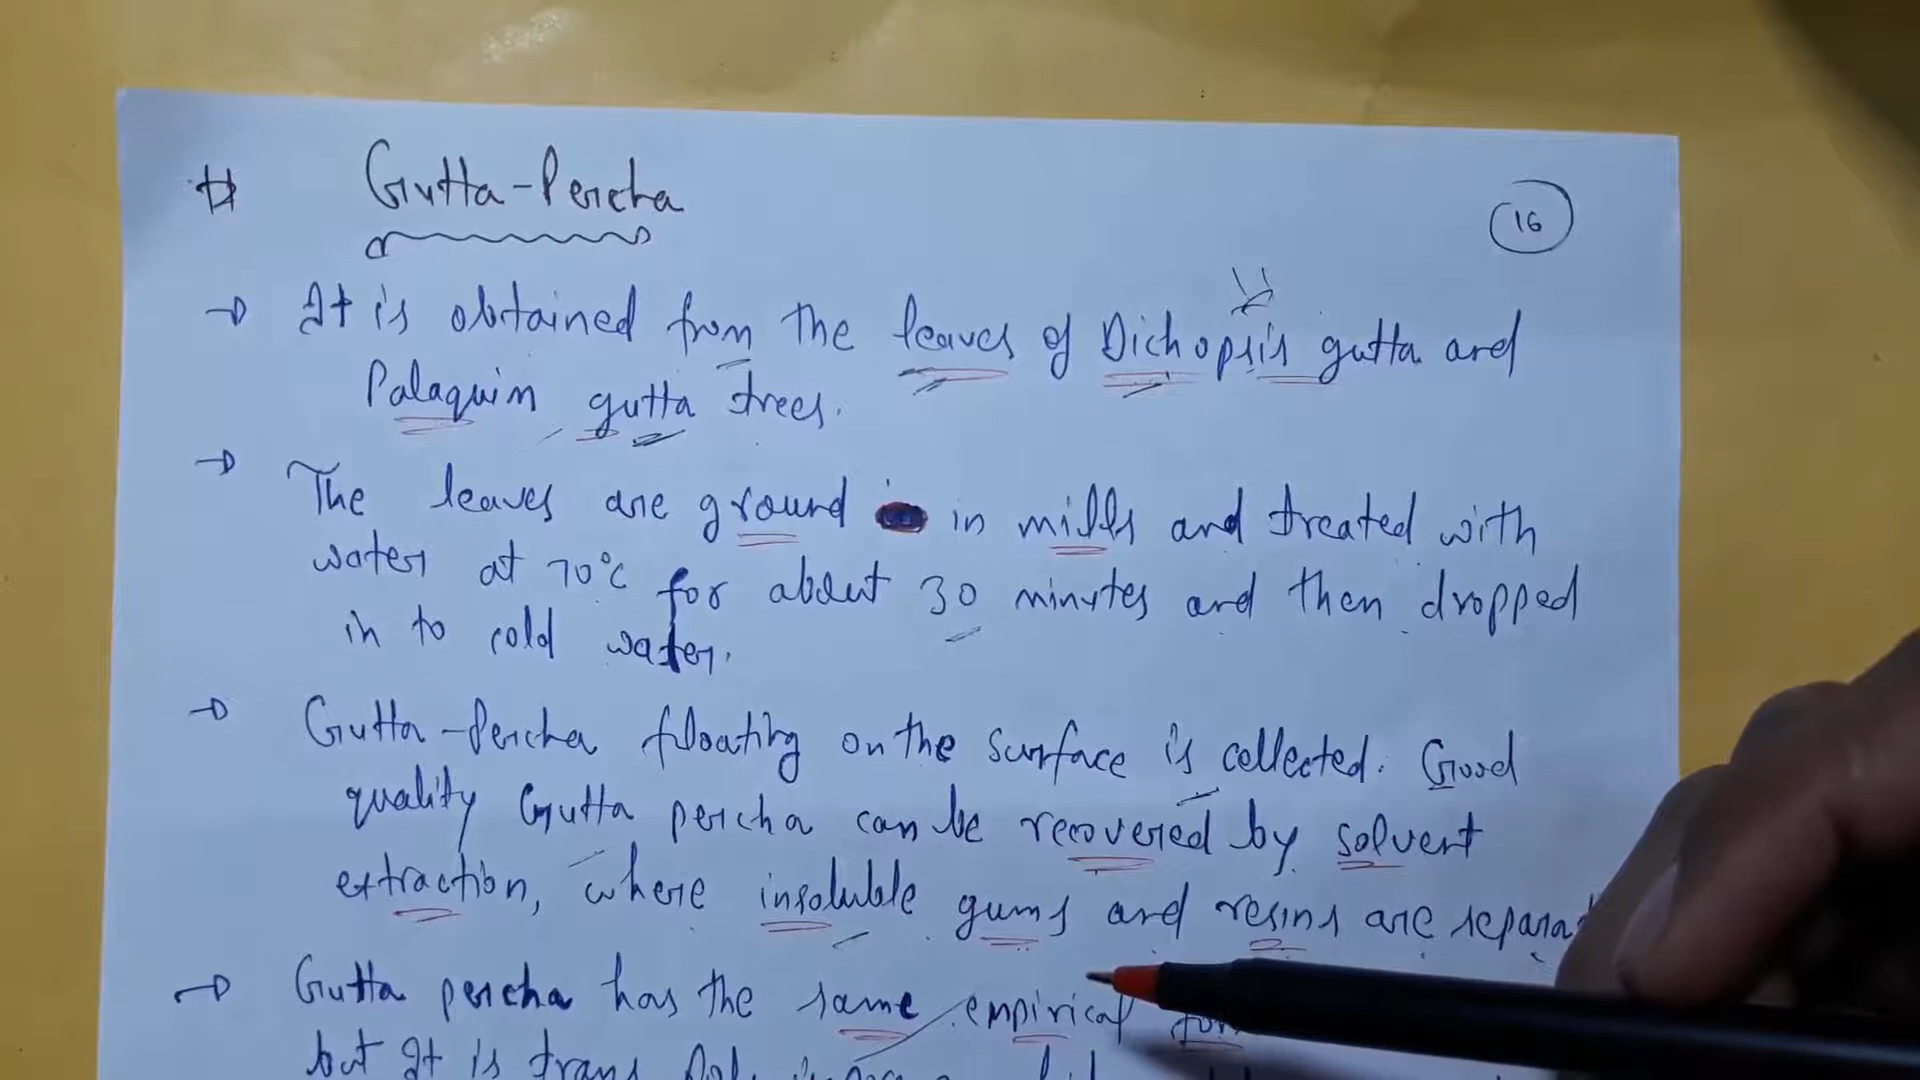 # Gutta-Percha
16
→ It is obtained from the leaves of Dichopsis gutta and
Palaquim gutta trees.
→ The leaves are ground in mills and treated with
water at 70°C for about 30 minutes and then dropped
in to cold water.
→ Gutta-Percha floating on the surface is collected. Good
quality Gutta percha can be recovered by solvent
extraction, where insoluble gums and resins are
→ Gutta percha has the same empirical
but It is trans